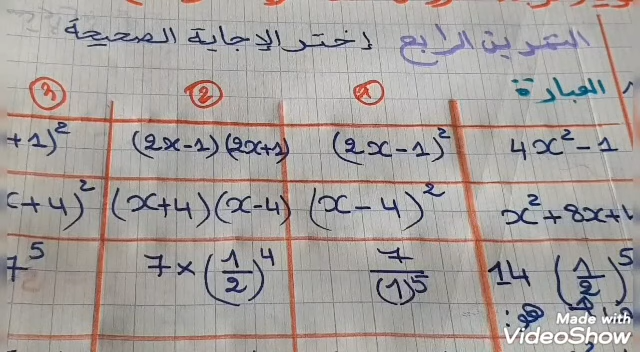 التمرين الرابع إختر الإجابة الصحيحة
العبارة ① ② ③
4x² - 1 (2x - 1)² (2x-1)(2x+1) +1)²
x² + 8x + (x - 4)² (x+4)(x-4) x+4)²
14 (1/2)⁵ 7/(1)⁵ 7 × (1/2)⁴ 7⁵
Made with
VideoShow